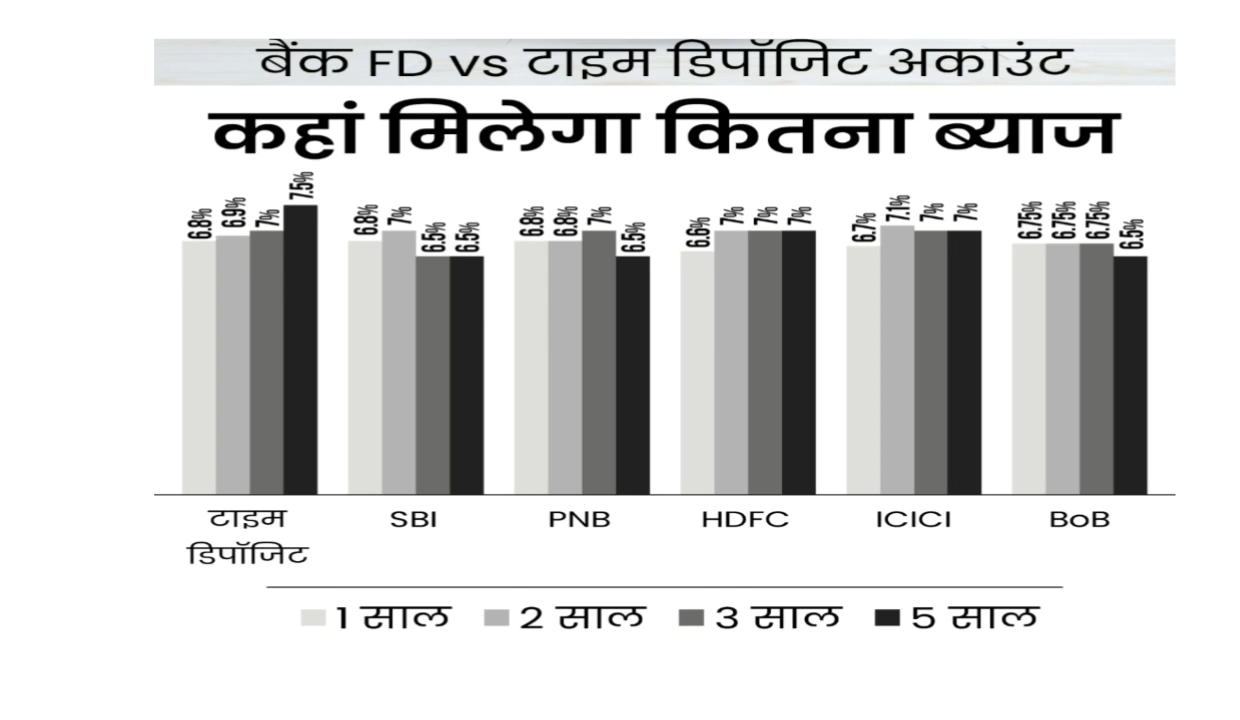 बैंक FD vs टाइम डिपॉजिट अकाउंट
कहां मिलेगा कितना ब्याज
6.8% 6.9% 7% 7.5%
6.8% 7% 6.5% 6.5%
6.8% 6.8% 7% 6.5%
6.6% 7% 7% 7%
6.7% 7.1% 7% 7%
6.75% 6.75% 6.75% 6.5%
टाइम
डिपॉजिट
SBI
PNB
HDFC
ICICI
BoB
1 साल 2 साल 3 साल 5 साल